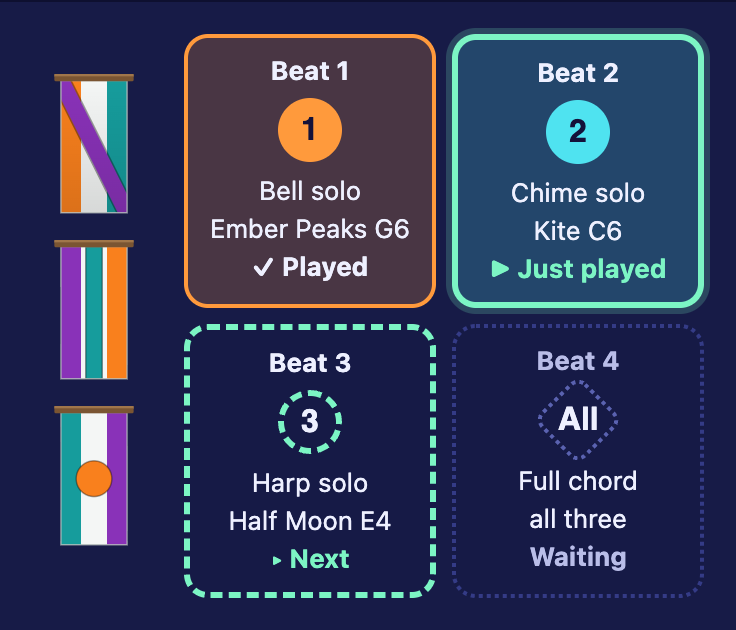 Beat 1
1
Bell solo
Ember Peaks G6
✓ Played
Beat 2
2
Chime solo
Kite C6
▶ Just played
Beat 3
3
Harp solo
Half Moon E4
▸ Next
Beat 4
All
Full chord
all three
Waiting